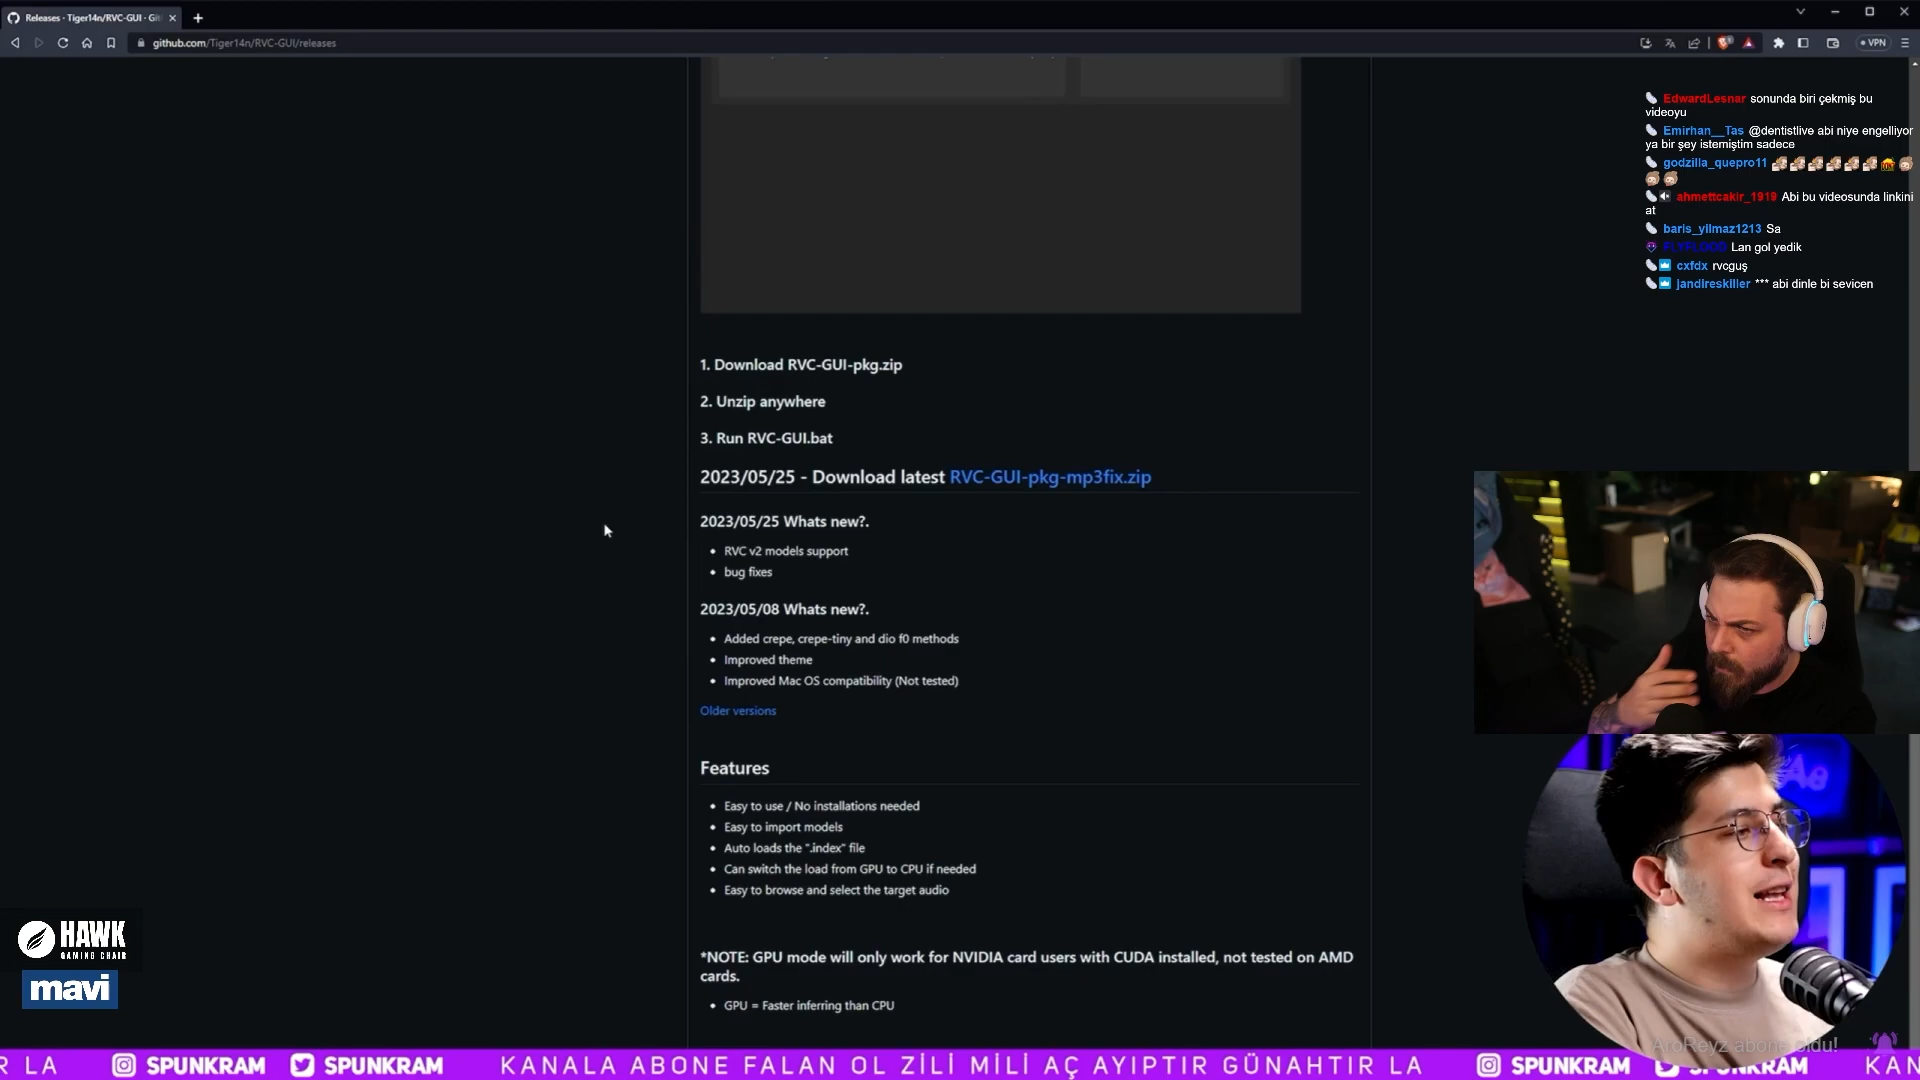 Releases · Tiger14n/RVC-GUI · Git
github.com/Tiger14n/RVC-GUI/releases
VPN
EdwardLesnar sonunda biri çekmiş bu
videoyu
Emirhan__Tas @dentistlive abi niye engelliyor
ya bir şey istemiştim sadece
godzilla_quepro11
ahmettcakir_1919 Abi bu videosunda linkini
at
baris_yilmaz1213 Sa
FLYFLOOD Lan gol yedik
cxfdx rvcguş
jandireskiller *** abi dinle bi sevicen
1. Download RVC-GUI-pkg.zip
2. Unzip anywhere
3. Run RVC-GUI.bat
2023/05/25 - Download latest RVC-GUI-pkg-mp3fix.zip
2023/05/25 Whats new?.
• RVC v2 models support
• bug fixes
2023/05/08 Whats new?.
• Added crepe, crepe-tiny and dio f0 methods
• Improved theme
• Improved Mac OS compatibility (Not tested)
Older versions
Features
• Easy to use / No installations needed
• Easy to import models
• Auto loads the ".index" file
• Can switch the load from GPU to CPU if needed
• Easy to browse and select the target audio
*NOTE: GPU mode will only work for NVIDIA card users with CUDA installed, not tested on AMD
cards.
• GPU = Faster inferring than CPU
HAWK
GAMING CHAIR
mavi
AroReyz abone oldu!
R LA SPUNKRAM SPUNKRAM KANALA ABONE FALAN OL ZİLİ MİLİ AÇ AYIPTIR GÜNAHTIR LA SPUNKRAM SPUNKRAM KAN